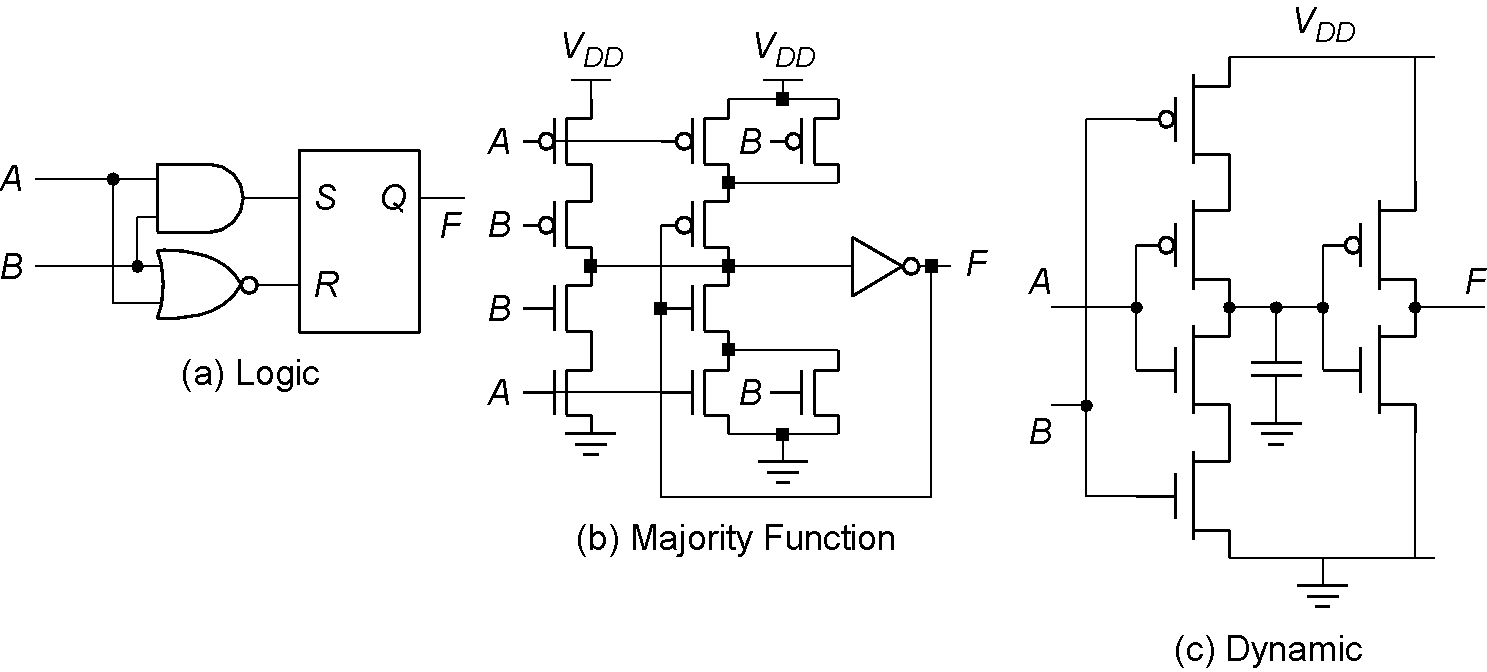 A
B
S Q
R
F
(a) Logic
V_DD V_DD
A
B
B
B
A
B
F
(b) Majority Function
V_DD
A
B
F
(c) Dynamic